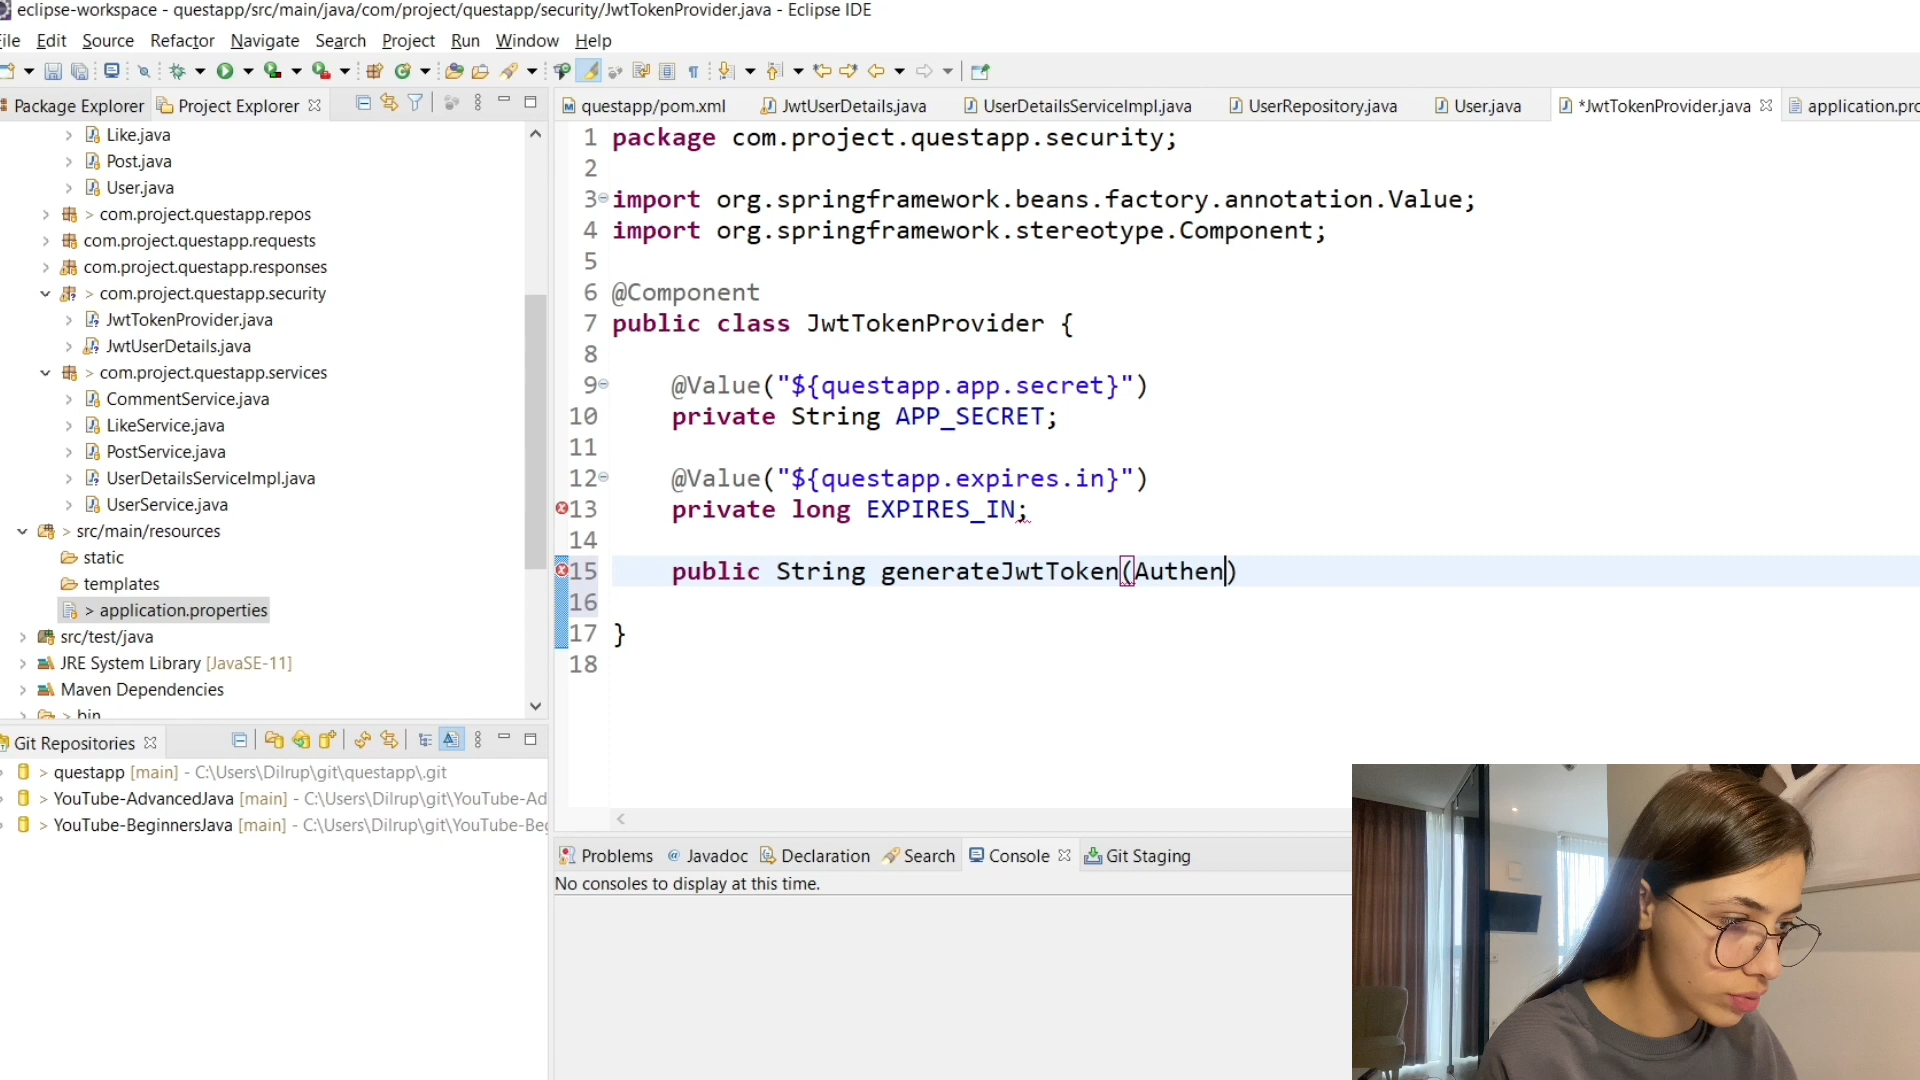 eclipse-workspace - questapp/src/main/java/com/project/questapp/security/JwtTokenProvider.java - Eclipse IDE
ile Edit Source Refactor Navigate Search Project Run Window Help
Package Explorer Project Explorer
Like.java
Post.java
User.java
> com.project.questapp.repos
com.project.questapp.requests
com.project.questapp.responses
> com.project.questapp.security
JwtTokenProvider.java
JwtUserDetails.java
> com.project.questapp.services
CommentService.java
LikeService.java
PostService.java
UserDetailsServiceImpl.java
UserService.java
> src/main/resources
static
templates
> application.properties
src/test/java
JRE System Library [JavaSE-11]
Maven Dependencies
> bin
Git Repositories
> questapp [main] - C:\Users\Dilrup\git\questapp\.git
> YouTube-AdvancedJava [main] - C:\Users\Dilrup\git\YouTube-Ad
> YouTube-BeginnersJava [main] - C:\Users\Dilrup\git\YouTube-Be
questapp/pom.xml JwtUserDetails.java UserDetailsServiceImpl.java UserRepository.java User.java *JwtTokenProvider.java application.pro
1 package com.project.questapp.security;
2
3 import org.springframework.beans.factory.annotation.Value;
4 import org.springframework.stereotype.Component;
5
6 @Component
7 public class JwtTokenProvider {
8
9 @Value("${questapp.app.secret}")
10 private String APP_SECRET;
11
12 @Value("${questapp.expires.in}")
13 private long EXPIRES_IN;
14
15 public String generateJwtToken(Authen)
16
17 }
18
Problems @ Javadoc Declaration Search Console Git Staging
No consoles to display at this time.